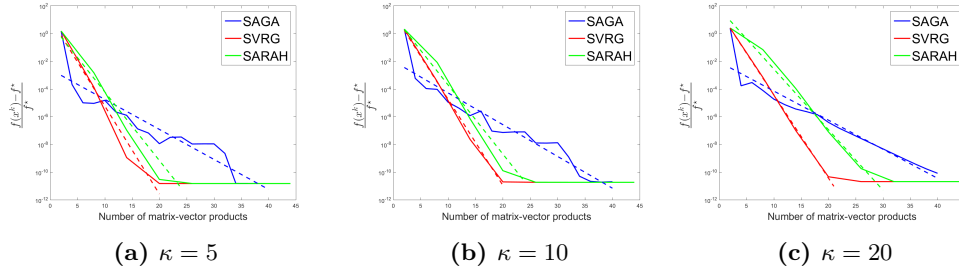 SAGA
SVRG
SARAH
10^2
10^0
10^-2
10^-4
10^-6
10^-8
10^-10
10^-12
f(x^k) − f⋆
f⋆
0 5 10 15 20 25 30 35 40 45
Number of matrix-vector products
(a) κ = 5
SAGA
SVRG
SARAH
10^2
10^0
10^-2
10^-4
10^-6
10^-8
10^-10
10^-12
f(x^k) − f⋆
f⋆
0 5 10 15 20 25 30 35 40 45
Number of matrix-vector products
(b) κ = 10
SAGA
SVRG
SARAH
10^2
10^0
10^-2
10^-4
10^-6
10^-8
10^-10
10^-12
f(x^k) − f⋆
f⋆
0 5 10 15 20 25 30 35 40
Number of matrix-vector products
(c) κ = 20